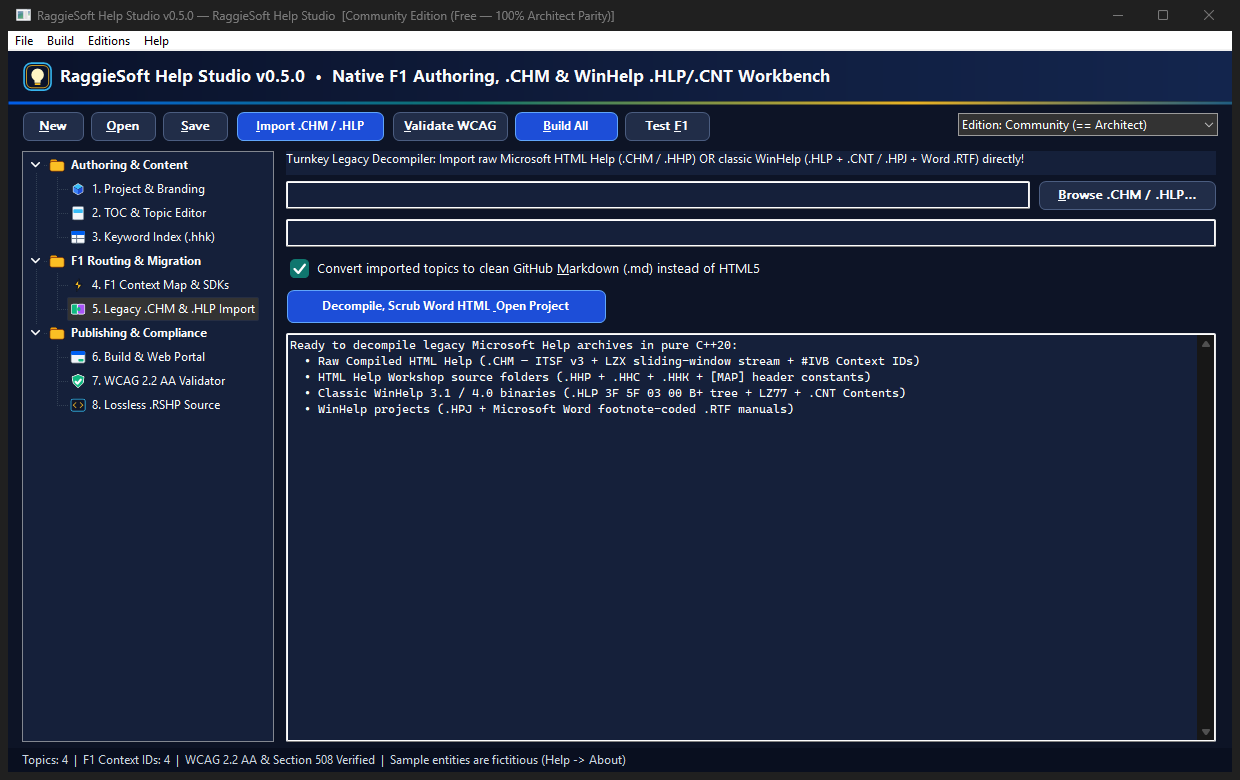 RaggieSoft Help Studio v0.5.0 — RaggieSoft Help Studio [Community Edition (Free — 100% Architect Parity)]
File Build Editions Help
RaggieSoft Help Studio v0.5.0 • Native F1 Authoring, .CHM & WinHelp .HLP/.CNT Workbench
New Open Save Import .CHM / .HLP Validate WCAG Build All Test F1 Edition: Community (== Architect)
Authoring & Content
1. Project & Branding
2. TOC & Topic Editor
3. Keyword Index (.hhk)
F1 Routing & Migration
4. F1 Context Map & SDKs
5. Legacy .CHM & .HLP Import
Publishing & Compliance
6. Build & Web Portal
7. WCAG 2.2 AA Validator
8. Lossless .RSHP Source
Turnkey Legacy Decompiler: Import raw Microsoft HTML Help (.CHM / .HHP) OR classic WinHelp (.HLP + .CNT / .HPJ + Word .RTF) directly!
Browse .CHM / .HLP...
Convert imported topics to clean GitHub Markdown (.md) instead of HTML5
Decompile, Scrub Word HTML_Open Project
Ready to decompile legacy Microsoft Help archives in pure C++20:
• Raw Compiled HTML Help (.CHM — ITSF v3 + LZX sliding-window stream + #IVB Context IDs)
• HTML Help Workshop source folders (.HHP + .HHC + .HHK + [MAP] header constants)
• Classic WinHelp 3.1 / 4.0 binaries (.HLP 3F 5F 03 00 B+ tree + LZ77 + .CNT Contents)
• WinHelp projects (.HPJ + Microsoft Word footnote-coded .RTF manuals)
Topics: 4 | F1 Context IDs: 4 | WCAG 2.2 AA & Section 508 Verified | Sample entities are fictitious (Help -> About)